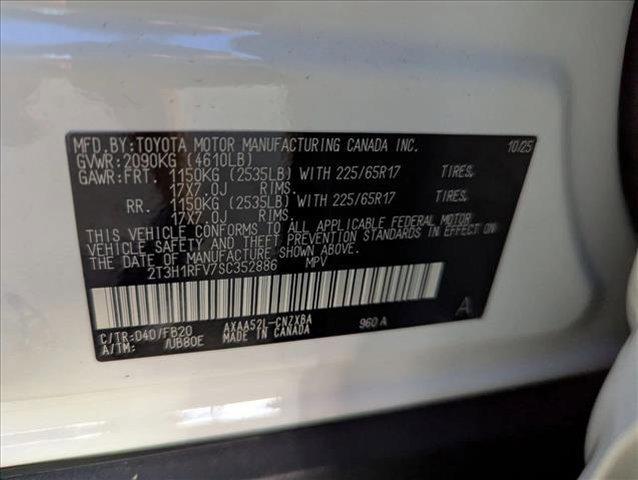 MFD.BY:TOYOTA MOTOR MANUFACTURING CANADA INC. 10/25
GVWR:2090KG (4610LB)
GAWR:FRT. 1150KG (2535LB) WITH 225/65R17 TIRES.
17X7.0J RIMS.
RR. 1150KG (2535LB) WITH 225/65R17 TIRES.
17X7.0J RIMS.
THIS VEHICLE CONFORMS TO ALL APPLICABLE FEDERAL MOTOR
VEHICLE SAFETY AND THEFT PREVENTION STANDARDS IN EFFECT ON
THE DATE OF MANUFACTURE SHOWN ABOVE.
2T3H1RFV7SC352886 MPV
C/TR:040/FB20 AXAA52L-CNZXBA 960A A
A/TM: /UB80E MADE IN CANADA